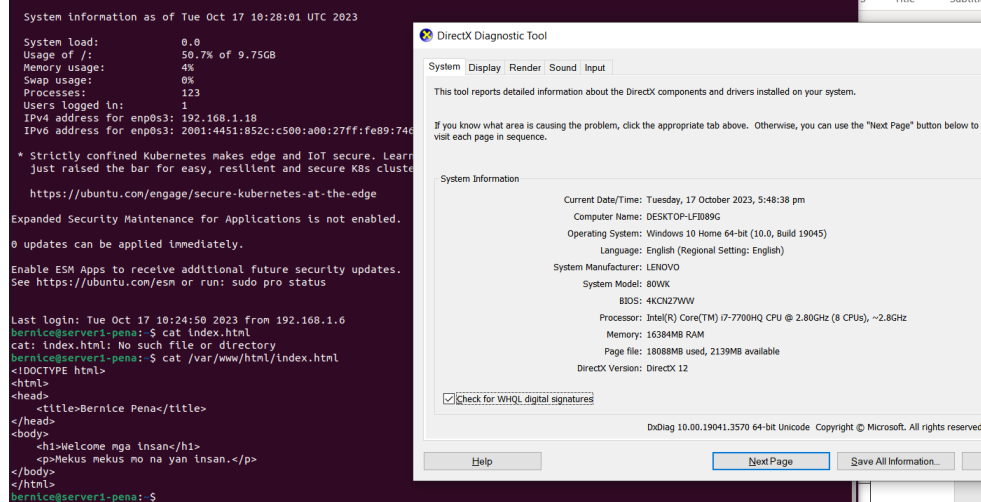 Title
System information as of Tue Oct 17 10:28:01 UTC 2023
System load: 0.0
Usage of /: 50.7% of 9.75GB
Memory usage: 4%
Swap usage: 0%
Processes: 123
Users logged in: 1
IPv4 address for enp0s3: 192.168.1.18
IPv6 address for enp0s3: 2001:4451:852c:c500:a00:27ff:fe89:746
* Strictly confined Kubernetes makes edge and IoT secure. Learn
just raised the bar for easy, resilient and secure K8s cluste
https://ubuntu.com/engage/secure-kubernetes-at-the-edge
Expanded Security Maintenance for Applications is not enabled.
0 updates can be applied immediately.
Enable ESM Apps to receive additional future security updates.
See https://ubuntu.com/esm or run: sudo pro status
Last login: Tue Oct 17 10:24:50 2023 from 192.168.1.6
bernice@server1-pena:~$ cat index.html
cat: index.html: No such file or directory
bernice@server1-pena:~$ cat /var/www/html/index.html
<!DOCTYPE html>
<html>
<head>
<title>Bernice Pena</title>
</head>
<body>
<h1>Welcome mga insan</h1>
<p>Mekus mekus mo na yan insan.</p>
</body>
</html>
bernice@server1-pena:~$
DirectX Diagnostic Tool
System Display Render Sound Input
This tool reports detailed information about the DirectX components and drivers installed on your system.
If you know what area is causing the problem, click the appropriate tab above. Otherwise, you can use the "Next Page" button below to
visit each page in sequence.
System Information
Current Date/Time: Tuesday, 17 October 2023, 5:48:38 pm
Computer Name: DESKTOP-LFI089G
Operating System: Windows 10 Home 64-bit (10.0, Build 19045)
Language: English (Regional Setting: English)
System Manufacturer: LENOVO
System Model: 80WK
BIOS: 4KCN27WW
Processor: Intel(R) Core(TM) i7-7700HQ CPU @ 2.80GHz (8 CPUs), ~2.8GHz
Memory: 16384MB RAM
Page file: 18088MB used, 2139MB available
DirectX Version: DirectX 12
Check for WHQL digital signatures
DxDiag 10.00.19041.3570 64-bit Unicode Copyright © Microsoft. All rights reserved
Help
Next Page
Save All Information...